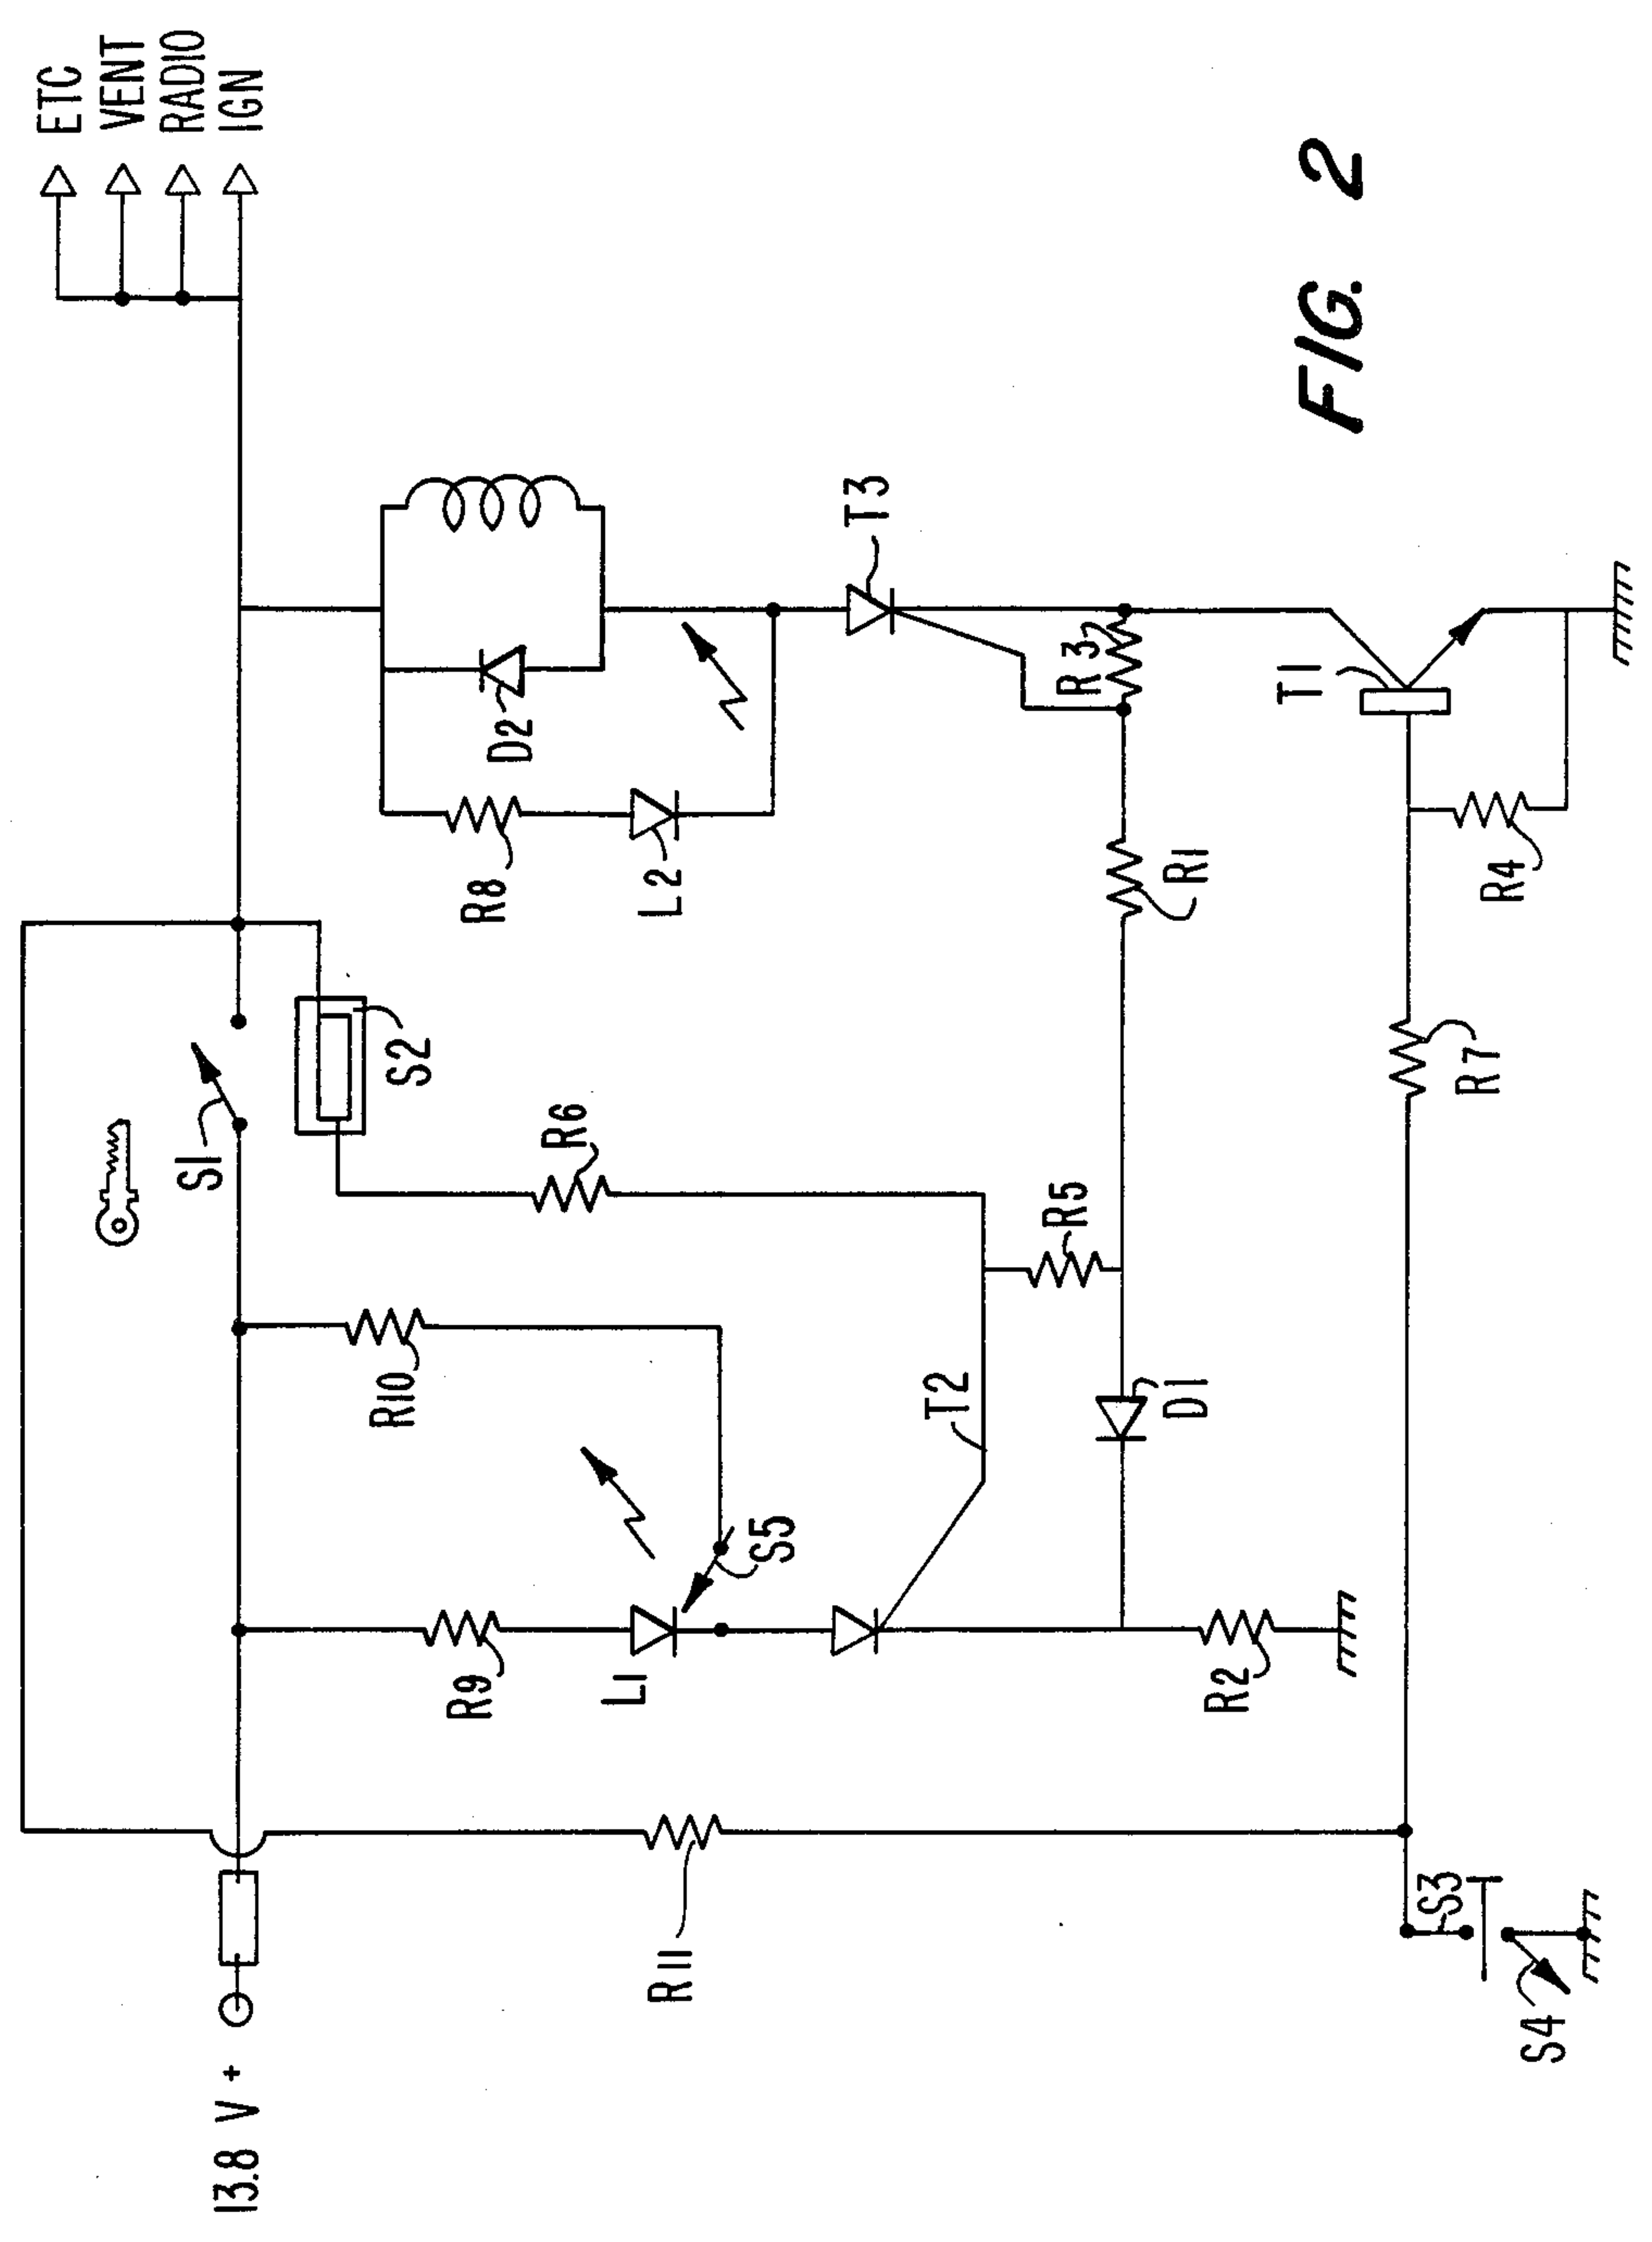 ETC
VENT
RADIO
IGN
13.8 V +
S1
S2
R6
R10
R9
L1
S5
T2
R5
D1
R2
R11
S3
S4
R8
D2
L2
T3
R3
R1
T1
R4
R7
FIG. 2